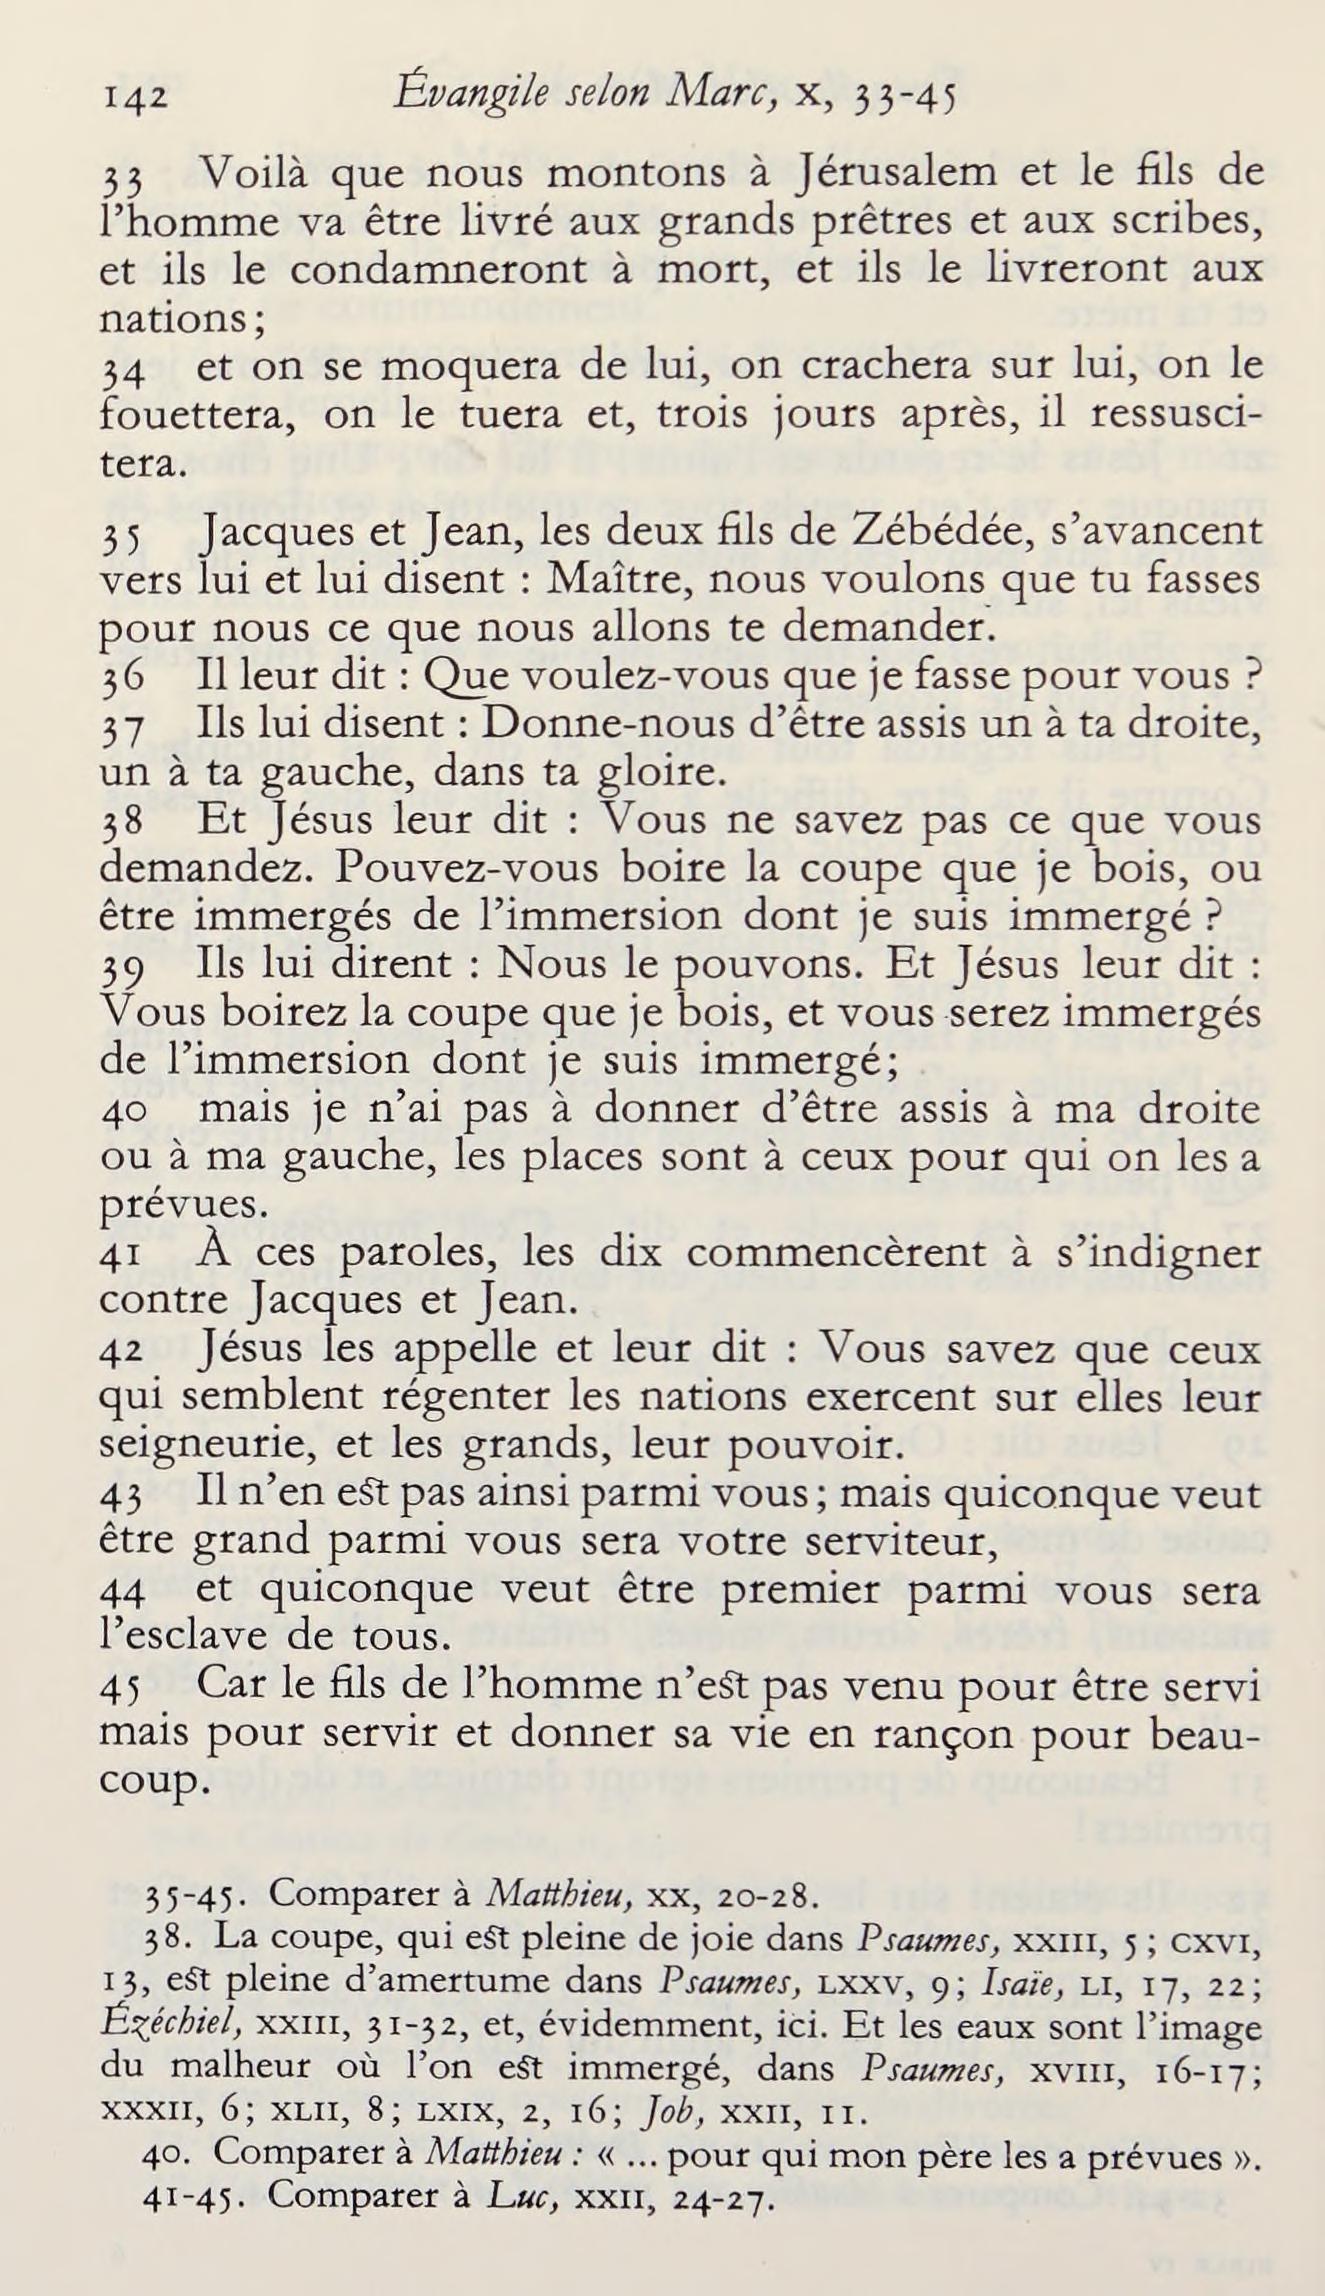 142 Évangile selon Marc, X, 33-45
33 Voilà que nous montons à Jérusalem et le fils de
l'homme va être livré aux grands prêtres et aux scribes,
et ils le condamneront à mort, et ils le livreront aux
nations;
34 et on se moquera de lui, on crachera sur lui, on le
fouettera, on le tuera et, trois jours après, il ressusci-
tera.
35 Jacques et Jean, les deux fils de Zébédée, s'avancent
vers lui et lui disent : Maître, nous voulons que tu fasses
pour nous ce que nous allons te demander.
36 Il leur dit : Que voulez-vous que je fasse pour vous ?
37 Ils lui disent : Donne-nous d'être assis un à ta droite,
un à ta gauche, dans ta gloire.
38 Et Jésus leur dit : Vous ne savez pas ce que vous
demandez. Pouvez-vous boire la coupe que je bois, ou
être immergés de l'immersion dont je suis immergé ?
39 Ils lui dirent : Nous le pouvons. Et Jésus leur dit :
Vous boirez la coupe que je bois, et vous serez immergés
de l'immersion dont je suis immergé;
40 mais je n'ai pas à donner d'être assis à ma droite
ou à ma gauche, les places sont à ceux pour qui on les a
prévues.
41 À ces paroles, les dix commencèrent à s'indigner
contre Jacques et Jean.
42 Jésus les appelle et leur dit : Vous savez que ceux
qui semblent régenter les nations exercent sur elles leur
seigneurie, et les grands, leur pouvoir.
43 Il n'en est pas ainsi parmi vous; mais quiconque veut
être grand parmi vous sera votre serviteur,
44 et quiconque veut être premier parmi vous sera
l'esclave de tous.
45 Car le fils de l'homme n'est pas venu pour être servi
mais pour servir et donner sa vie en rançon pour beau-
coup.
35-45. Comparer à Matthieu, XX, 20-28.
38. La coupe, qui est pleine de joie dans Psaumes, XXIII, 5 ; CXVI,
13, est pleine d'amertume dans Psaumes, LXXV, 9; Isaïe, LI, 17, 22;
Ézéchiel, XXIII, 31-32, et, évidemment, ici. Et les eaux sont l'image
du malheur où l'on est immergé, dans Psaumes, XVIII, 16-17;
XXXII, 6; XLII, 8; LXIX, 2, 16; Job, XXII, 11.
40. Comparer à Matthieu : « ... pour qui mon père les a prévues ».
41-45. Comparer à Luc, XXII, 24-27.